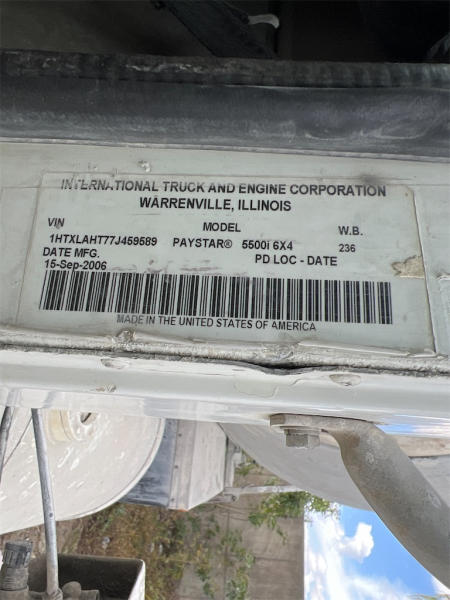 INTERNATIONAL TRUCK AND ENGINE CORPORATION
WARRENVILLE, ILLINOIS
VIN MODEL W.B.
1HTXLAHT77J459589 PAYSTAR® 5500i 6X4 236
DATE MFG. PD LOC - DATE
15-Sep-2006
MADE IN THE UNITED STATES OF AMERICA